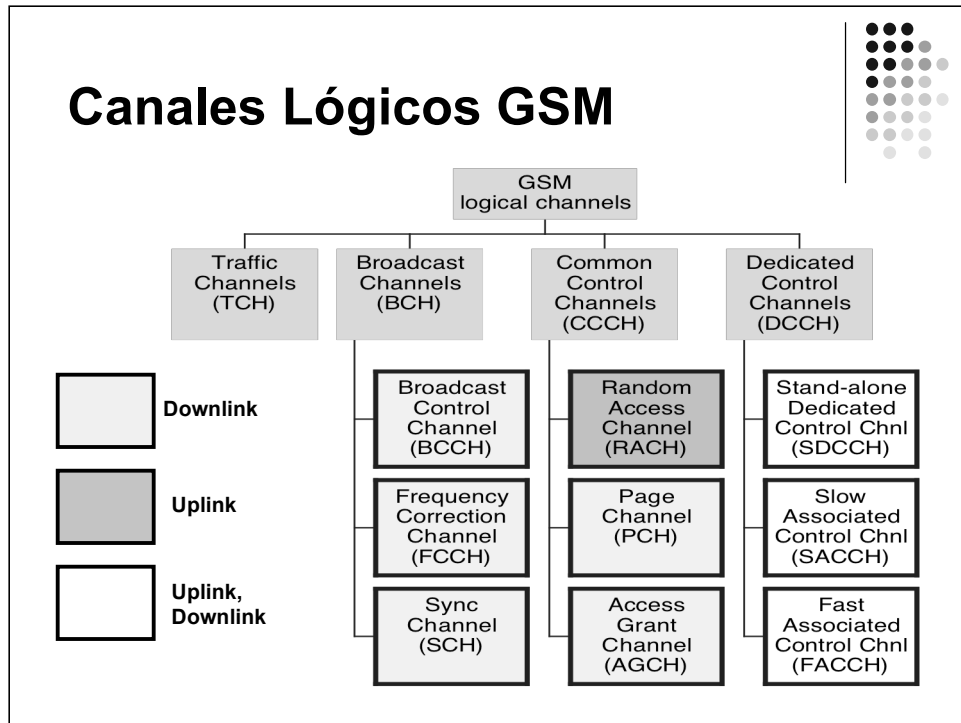 Canales Lógicos GSM
GSM
logical channels
Traffic
Channels
(TCH)
Broadcast
Channels
(BCH)
Common
Control
Channels
(CCCH)
Dedicated
Control
Channels
(DCCH)
Downlink
Uplink
Uplink,
Downlink
Broadcast
Control
Channel
(BCCH)
Frequency
Correction
Channel
(FCCH)
Sync
Channel
(SCH)
Random
Access
Channel
(RACH)
Page
Channel
(PCH)
Access
Grant
Channel
(AGCH)
Stand-alone
Dedicated
Control Chnl
(SDCCH)
Slow
Associated
Control Chnl
(SACCH)
Fast
Associated
Control Chnl
(FACCH)